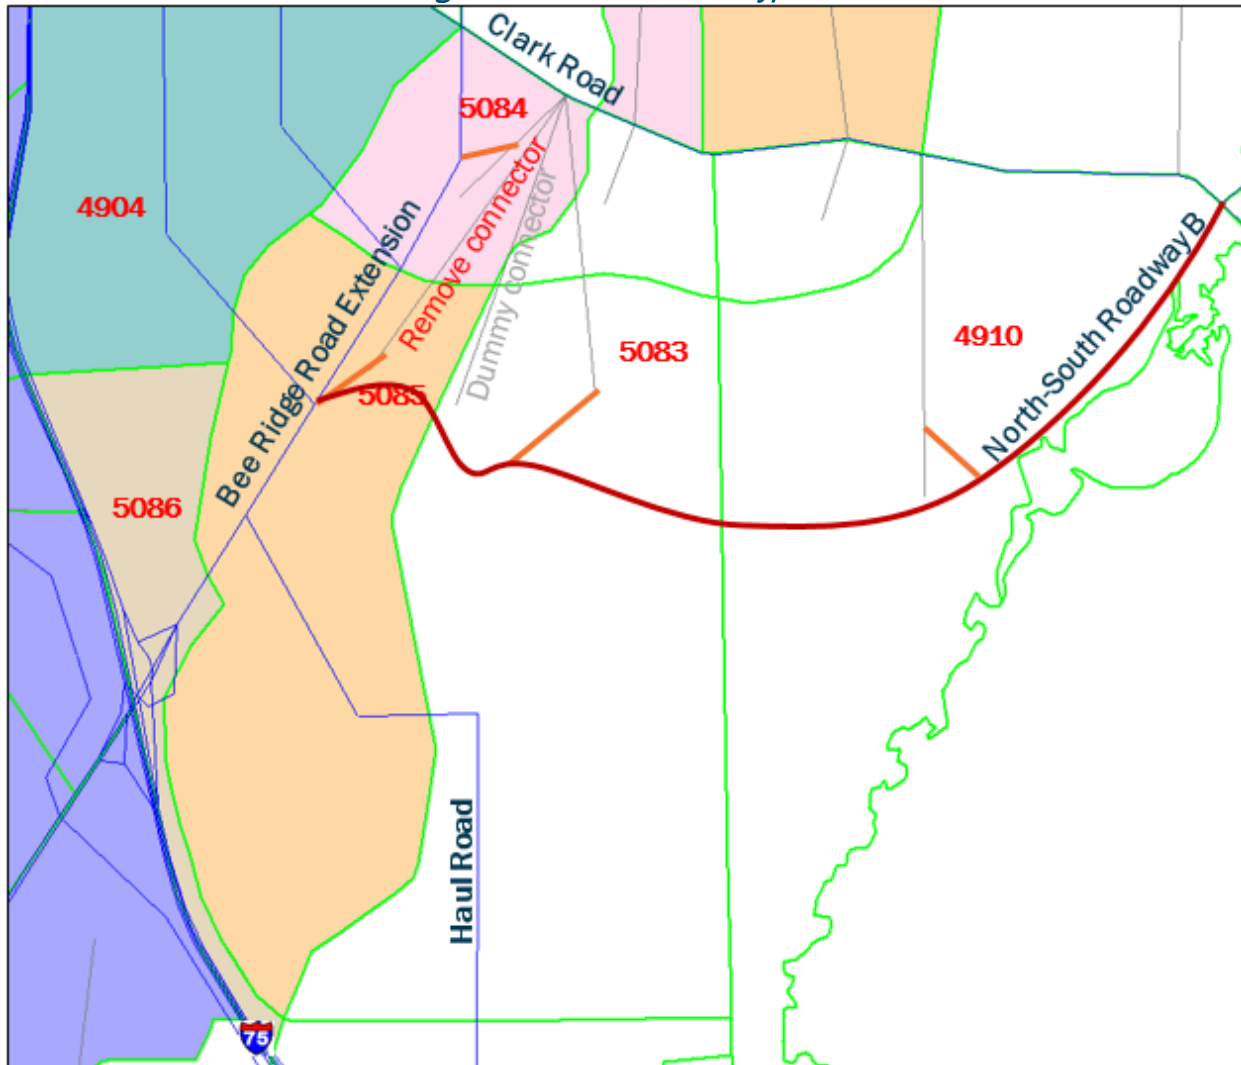 Clark Road
5084
4904
Remove connector
Dummy connector
Bee Ridge Road Extension
5083
4910
North-South Roadway B
5085
5086
Haul Road
75